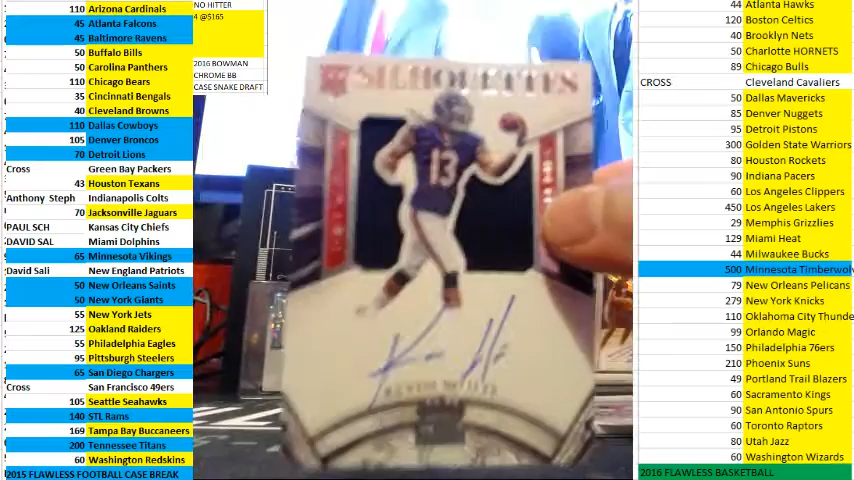 110 Arizona Cardinals
45 Atlanta Falcons
45 Baltimore Ravens
50 Buffalo Bills
50 Carolina Panthers
110 Chicago Bears
35 Cincinnati Bengals
40 Cleveland Browns
110 Dallas Cowboys
105 Denver Broncos
70 Detroit Lions
Cross Green Bay Packers
43 Houston Texans
Anthony Steph Indianapolis Colts
70 Jacksonville Jaguars
PAUL SCH Kansas City Chiefs
DAVID SAL Miami Dolphins
65 Minnesota Vikings
David Sali New England Patriots
50 New Orleans Saints
50 New York Giants
55 New York Jets
125 Oakland Raiders
55 Philadelphia Eagles
95 Pittsburgh Steelers
65 San Diego Chargers
Cross San Francisco 49ers
105 Seattle Seahawks
140 STL Rams
169 Tampa Bay Buccaneers
200 Tennessee Titans
60 Washington Redskins
2015 FLAWLESS FOOTBALL CASE BREAK
NO HITTER
4 @$165
2016 BOWMAN
CHROME BB
CASE SNAKE DRAFT
SILHOUETTES
13
44 Atlanta Hawks
120 Boston Celtics
40 Brooklyn Nets
50 Charlotte HORNETS
89 Chicago Bulls
CROSS Cleveland Cavaliers
50 Dallas Mavericks
85 Denver Nuggets
95 Detroit Pistons
300 Golden State Warriors
80 Houston Rockets
90 Indiana Pacers
60 Los Angeles Clippers
450 Los Angeles Lakers
29 Memphis Grizzlies
129 Miami Heat
44 Milwaukee Bucks
500 Minnesota Timberwolv
79 New Orleans Pelicans
279 New York Knicks
110 Oklahoma City Thunde
99 Orlando Magic
150 Philadelphia 76ers
210 Phoenix Suns
49 Portland Trail Blazers
60 Sacramento Kings
90 San Antonio Spurs
60 Toronto Raptors
80 Utah Jazz
60 Washington Wizards
2016 FLAWLESS BASKETBALL